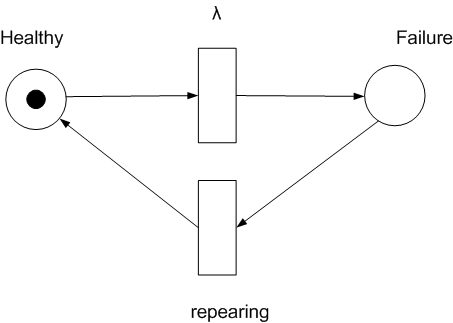 λ
Healthy
Failure
repearing